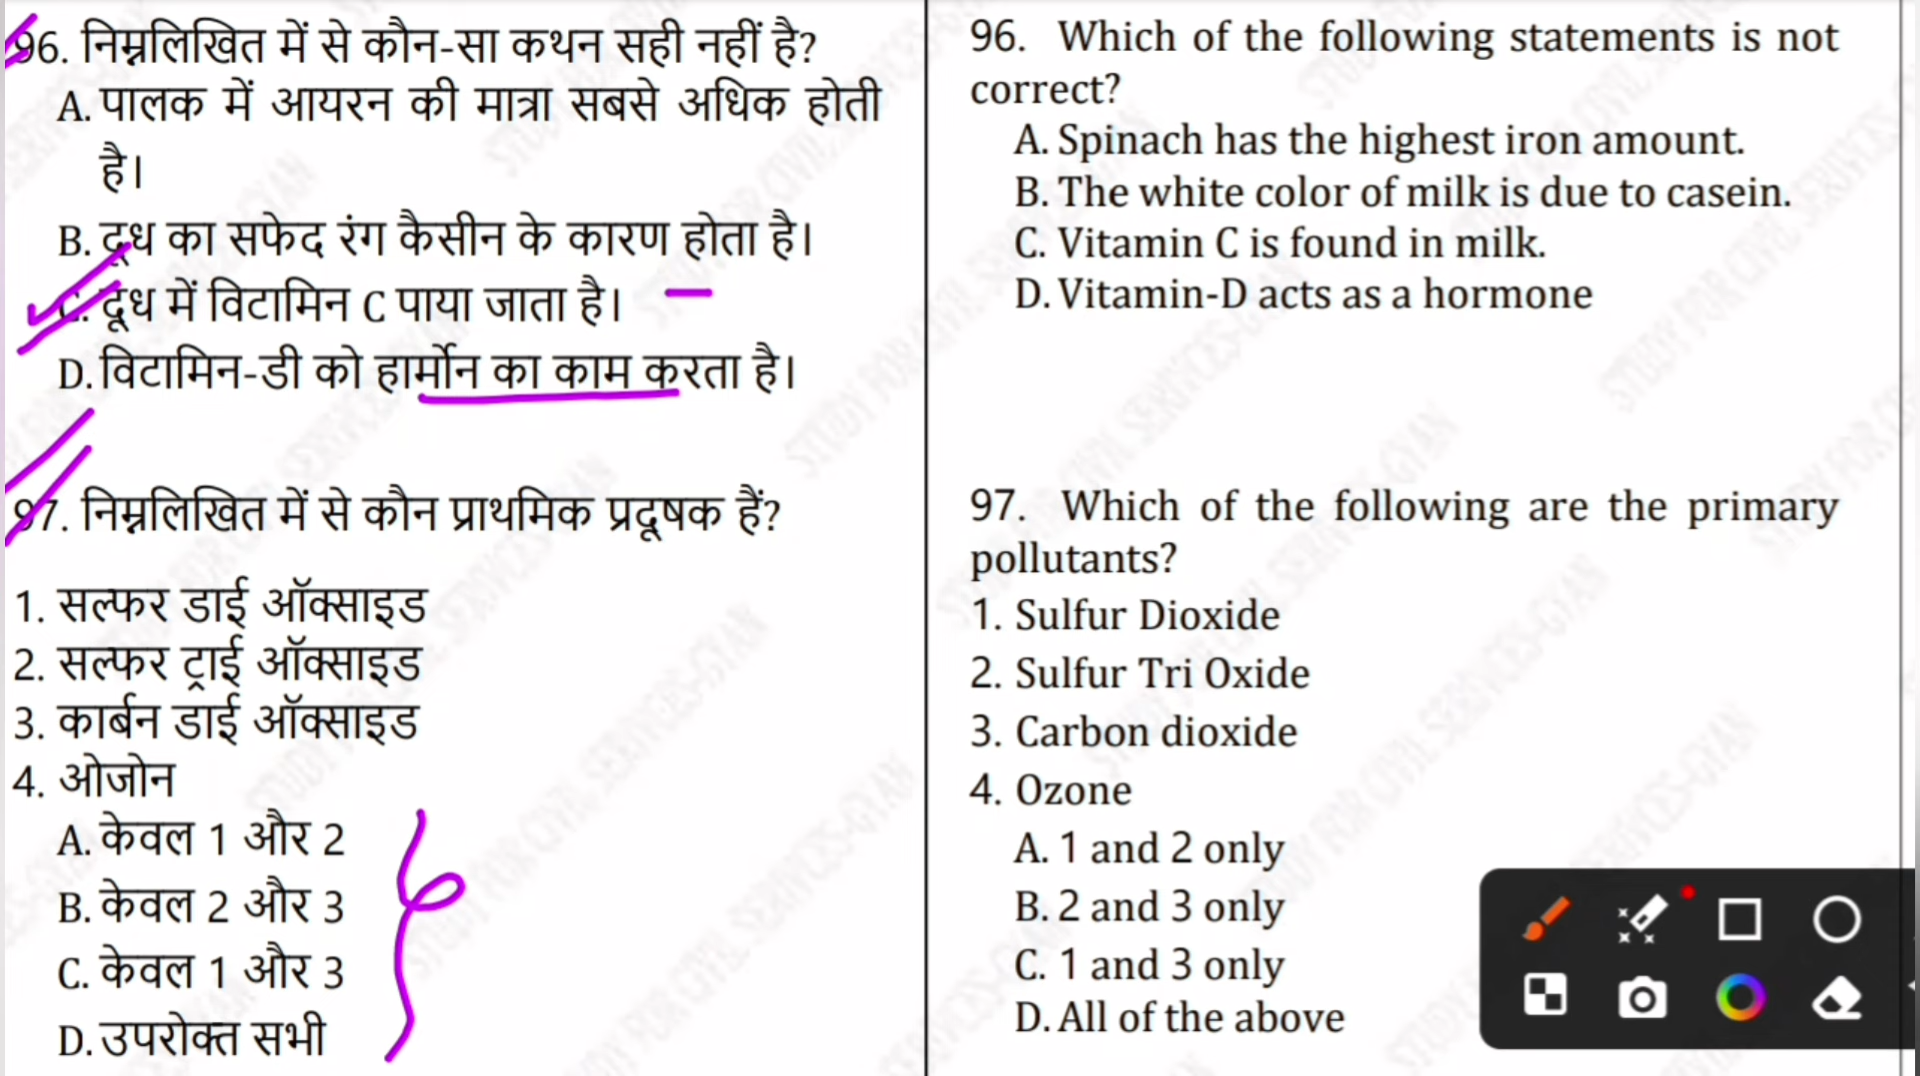 96. निम्नलिखित में से कौन-सा कथन सही नहीं है?
A. पालक में आयरन की मात्रा सबसे अधिक होती
है।
B. दूध का सफेद रंग कैसीन के कारण होता है।
C. दूध में विटामिन C पाया जाता है।
D. विटामिन-डी को हार्मोन का काम करता है।
97. निम्नलिखित में से कौन प्राथमिक प्रदूषक हैं?
1. सल्फर डाई ऑक्साइड
2. सल्फर ट्राई ऑक्साइड
3. कार्बन डाई ऑक्साइड
4. ओजोन
A. केवल 1 और 2
B. केवल 2 और 3
C. केवल 1 और 3
D. उपरोक्त सभी
96. Which of the following statements is not
correct?
A. Spinach has the highest iron amount.
B. The white color of milk is due to casein.
C. Vitamin C is found in milk.
D. Vitamin-D acts as a hormone
97. Which of the following are the primary
pollutants?
1. Sulfur Dioxide
2. Sulfur Tri Oxide
3. Carbon dioxide
4. Ozone
A. 1 and 2 only
B. 2 and 3 only
C. 1 and 3 only
D. All of the above